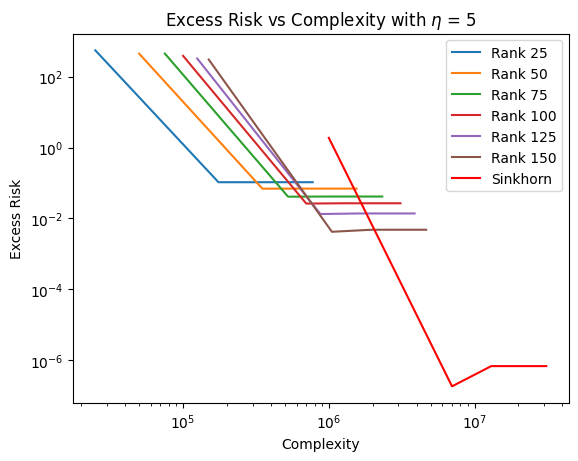 Excess Risk vs Complexity with η = 5
Excess Risk
10²
10⁰
10⁻²
10⁻⁴
10⁻⁶
Rank 25
Rank 50
Rank 75
Rank 100
Rank 125
Rank 150
Sinkhorn
10⁵
10⁶
10⁷
Complexity